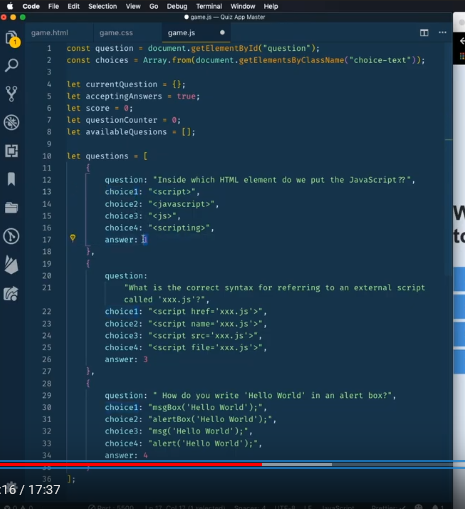 Code File Edit Selection View Go Debug Terminal Window Help
game.js — Quiz App Master
game.html game.css game.js
1 const question = document.getElementById("question");
2 const choices = Array.from(document.getElementsByClassName("choice-text"));
3
4 let currentQuestion = {};
5 let acceptingAnswers = true;
6 let score = 0;
7 let questionCounter = 0;
8 let availableQuesions = [];
9
10 let questions = [
11 {
12 question: "Inside which HTML element do we put the JavaScript??",
13 choice1: "<script>",
14 choice2: "<javascript>",
15 choice3: "<js>",
16 choice4: "<scripting>",
17 answer: 1
18 },
19 {
20 question:
21 "What is the correct syntax for referring to an external script
called 'xxx.js'?",
22 choice1: "<script href='xxx.js'>",
23 choice2: "<script name='xxx.js'>",
24 choice3: "<script src='xxx.js'>",
25 choice4: "<script file='xxx.js'>",
26 answer: 3
27 },
28 {
29 question: " How do you write 'Hello World' in an alert box?",
30 choice1: "msgBox('Hello World');",
31 choice2: "alertBox('Hello World');",
32 choice3: "msg('Hello World');",
33 choice4: "alert('Hello World');",
34 answer: 4
36 ];
:16 / 17:37